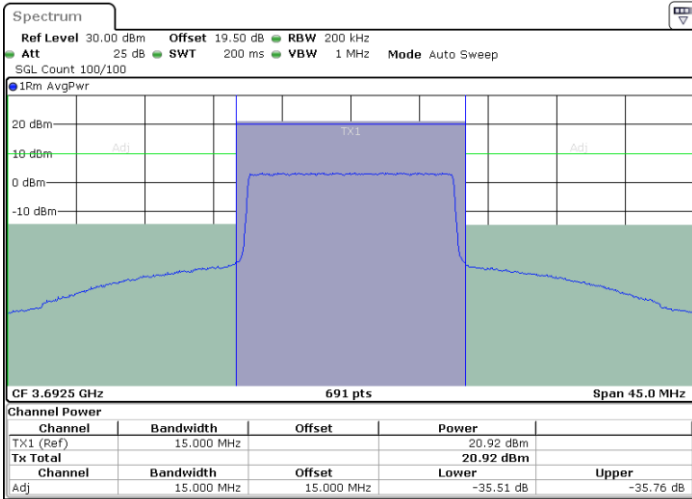 Spectrum
Ref Level 30.00 dBm Offset 19.50 dB RBW 200 kHz
Att 25 dB SWT 200 ms VBW 1 MHz Mode Auto Sweep
SGL Count 100/100
1Rm AvgPwr
TX1
20 dBm
Adj Adj
10 dBm
0 dBm
-10 dBm
CF 3.6925 GHz 691 pts Span 45.0 MHz
Channel Power
Channel Bandwidth Offset Power
TX1 (Ref) 15.000 MHz 20.92 dBm
Tx Total 20.92 dBm
Channel Bandwidth Offset Lower Upper
Adj 15.000 MHz 15.000 MHz -35.51 dB -35.76 dB